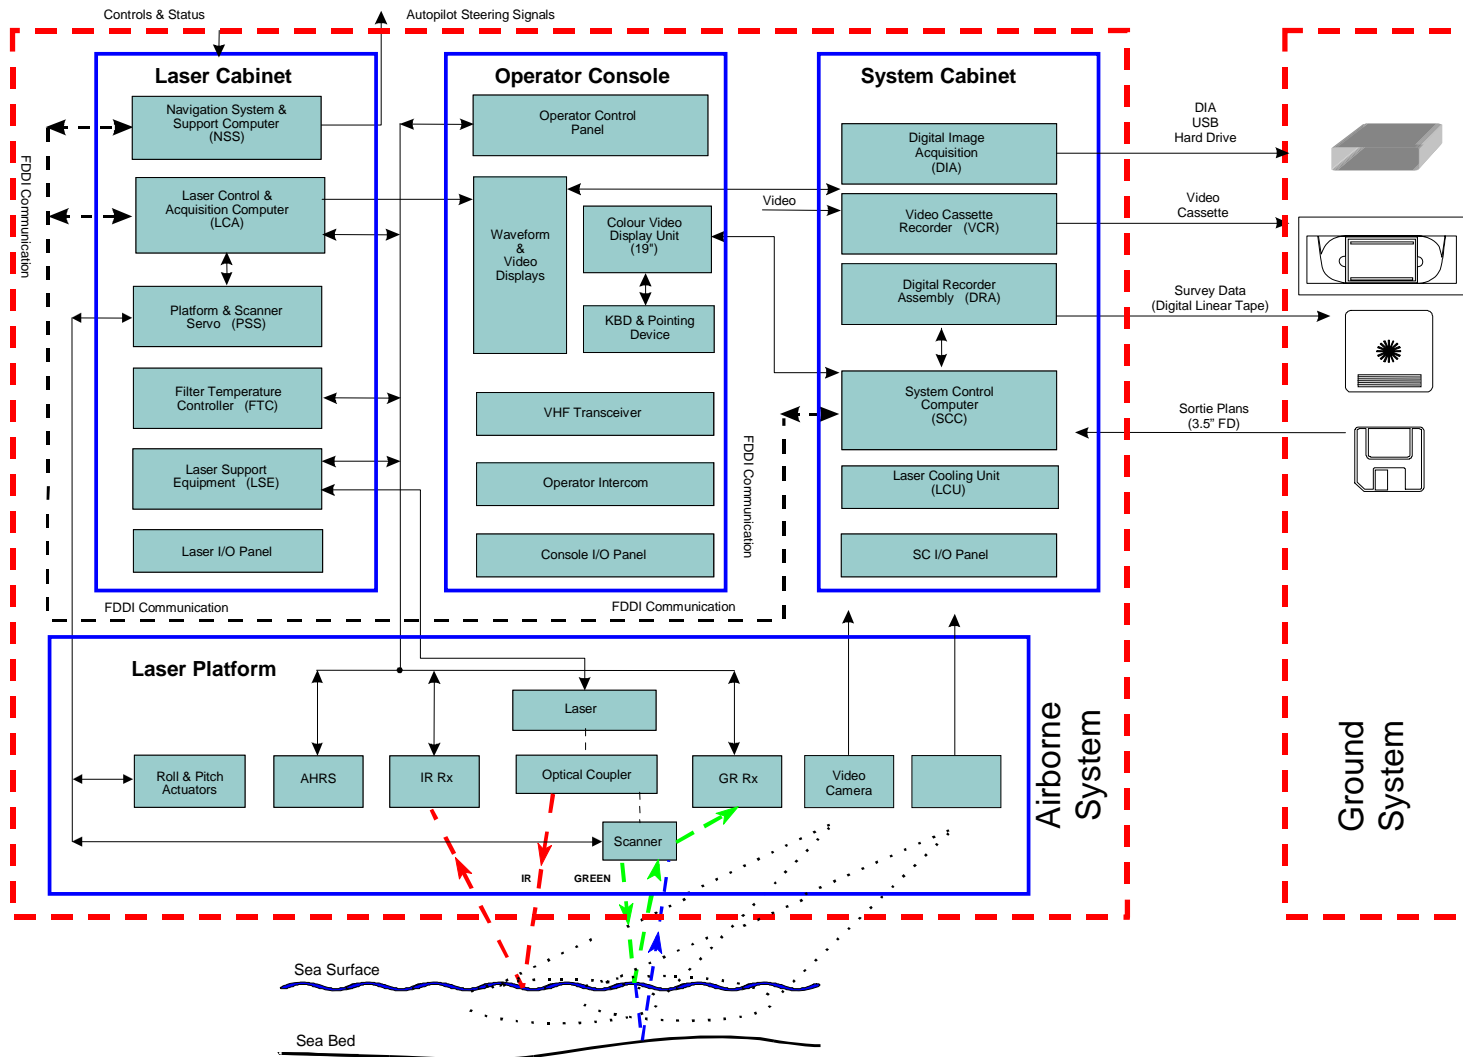 Controls & Status
Autopilot Steering Signals
Laser Cabinet
Navigation System &
Support Computer
(NSS)
Laser Control &
Acquisition Computer
(LCA)
Platform & Scanner
Servo (PSS)
Filter Temperature
Controller (FTC)
Laser Support
Equipment (LSE)
Laser I/O Panel
FDDI Communication
FDDI Communication
Operator Console
Operator Control
Panel
Waveform
&
Video
Displays
Colour Video
Display Unit
(19")
KBD & Pointing
Device
VHF Transceiver
Operator Intercom
Console I/O Panel
FDDI Communication
FDDI Communication
Video
System Cabinet
Digital Image
Acquisition
(DIA)
Video Cassette
Recorder (VCR)
Digital Recorder
Assembly (DRA)
System Control
Computer
(SCC)
Laser Cooling Unit
(LCU)
SC I/O Panel
DIA
USB
Hard Drive
Video
Cassette
Survey Data
(Digital Linear Tape)
Sortie Plans
(3.5" FD)
Laser Platform
Laser
Roll & Pitch
Actuators
AHRS
IR Rx
Optical Coupler
GR Rx
Video
Camera
Scanner
IR
GREEN
Airborne
System
Ground
System
Sea Surface
Sea Bed